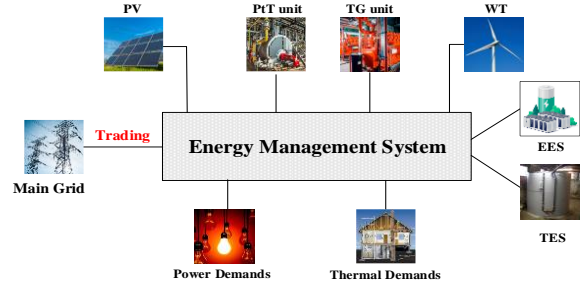 PV
PtT unit
TG unit
WT
Trading
Energy Management System
EES
Main Grid
TES
Power Demands
Thermal Demands